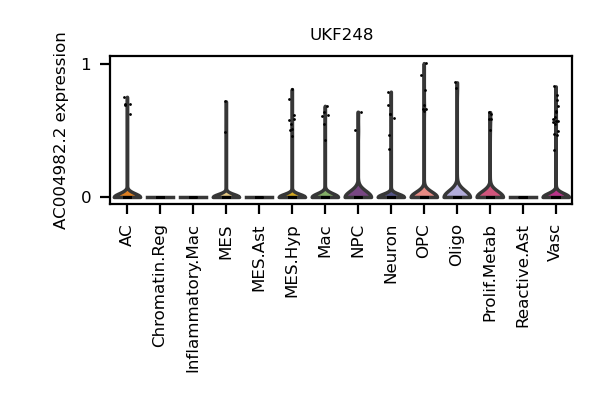 UKF248
AC004982.2 expression
1
0
AC
Chromatin.Reg
Inflammatory.Mac
MES
MES.Ast
MES.Hyp
Mac
NPC
Neuron
OPC
Oligo
Prolif.Metab
Reactive.Ast
Vasc